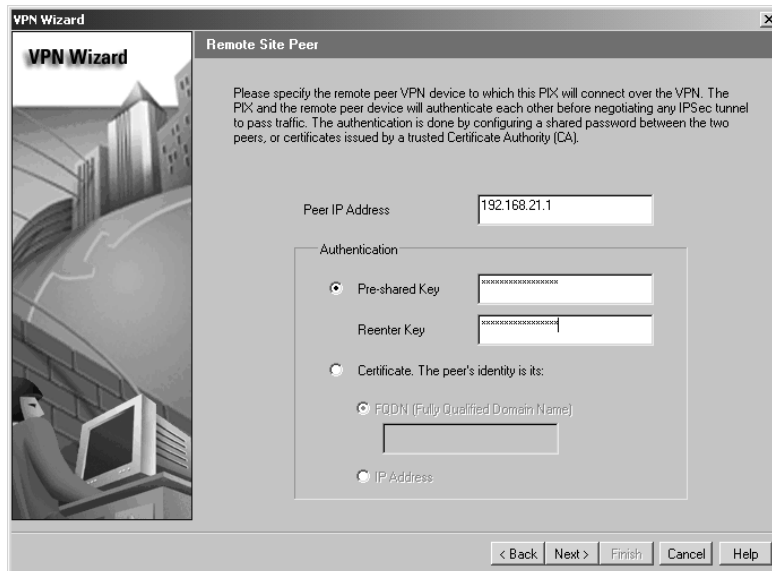 VPN Wizard
VPN Wizard
Remote Site Peer
Please specify the remote peer VPN device to which this PIX will connect over the VPN. The
PIX and the remote peer device will authenticate each other before negotiating any IPSec tunnel
to pass traffic. The authentication is done by configuring a shared password between the two
peers, or certificates issued by a trusted Certificate Authority (CA).
Peer IP Address 192.168.21.1
Authentication
Pre-shared Key ****************
Reenter Key ****************
Certificate. The peer's identity is its:
FQDN (Fully Qualified Domain Name)
IP Address
< Back Next > Finish Cancel Help